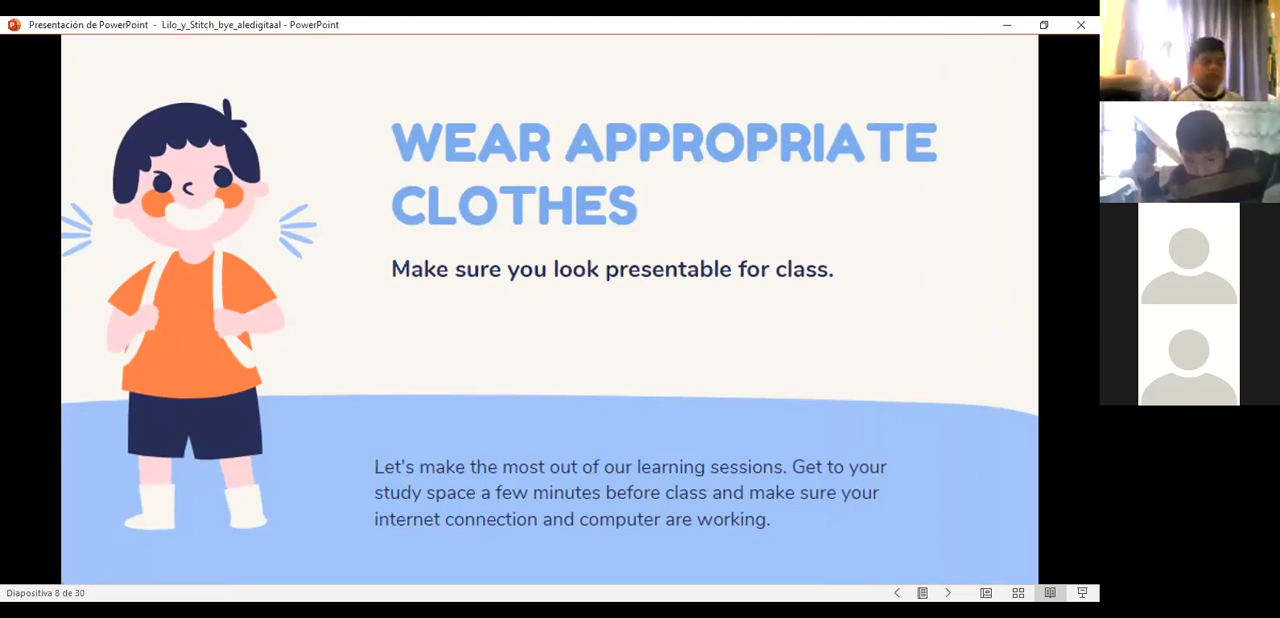 Presentación de PowerPoint - Lilo_y_Stitch_bye_aledigitaal - PowerPoint
WEAR APPROPRIATE
CLOTHES
Make sure you look presentable for class.
Let's make the most out of our learning sessions. Get to your
study space a few minutes before class and make sure your
internet connection and computer are working.
Diapositiva 8 de 30